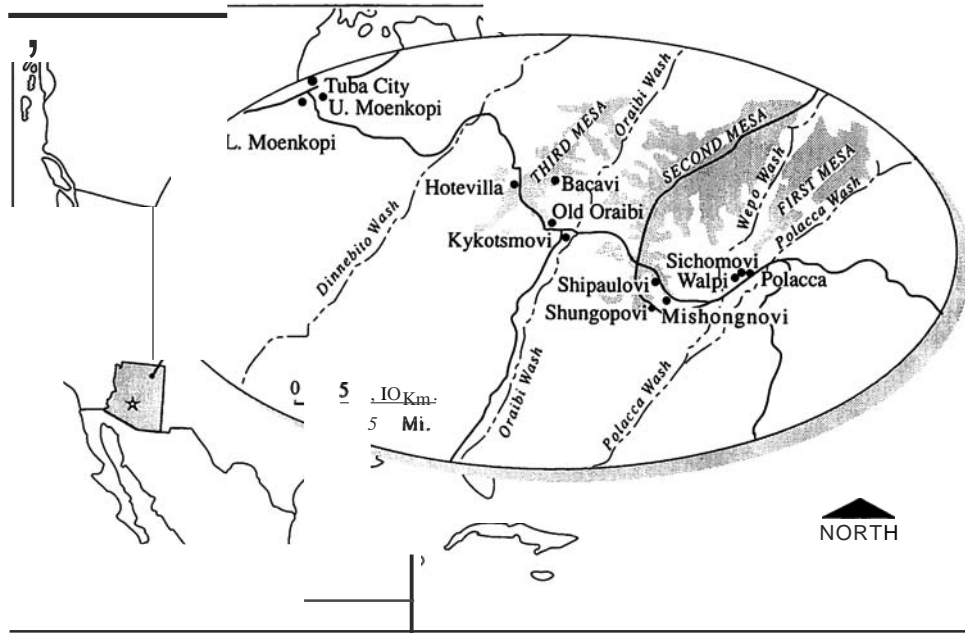 ,
Tuba City
U. Moenkopi
L. Moenkopi
THIRD MESA
Oraibi Wash
SECOND MESA
Wepo Wash
FIRST MESA
Polacca Wash
Hotevilla
Bacavi
Old Oraibi
Kykotsmovi
Dinnebito Wash
Sichomovi
Walpi
Polacca
Shipaulovi
Shungopovi
Mishongnovi
Oraibi Wash
Polacca Wash
0 5 . IO Km.
5 Mi.
NORTH